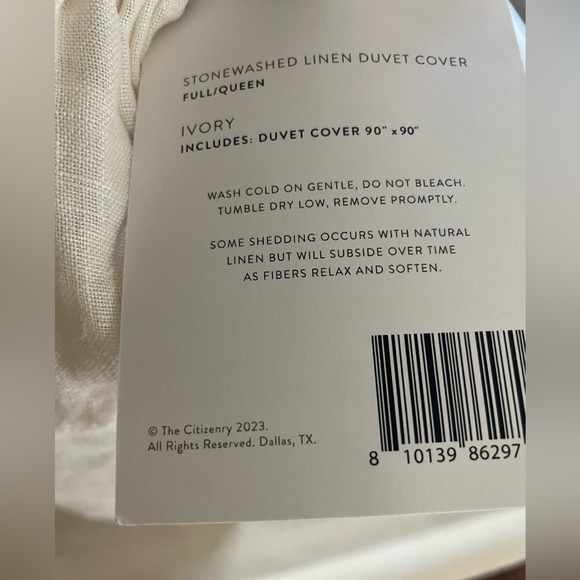 STONEWASHED LINEN DUVET COVER
FULL/QUEEN
IVORY
INCLUDES: DUVET COVER 90" x 90"
WASH COLD ON GENTLE, DO NOT BLEACH.
TUMBLE DRY LOW, REMOVE PROMPTLY.
SOME SHEDDING OCCURS WITH NATURAL
LINEN BUT WILL SUBSIDE OVER TIME
AS FIBERS RELAX AND SOFTEN.
© The Citizenry 2023.
All Rights Reserved. Dallas, TX.
8 10139 86297